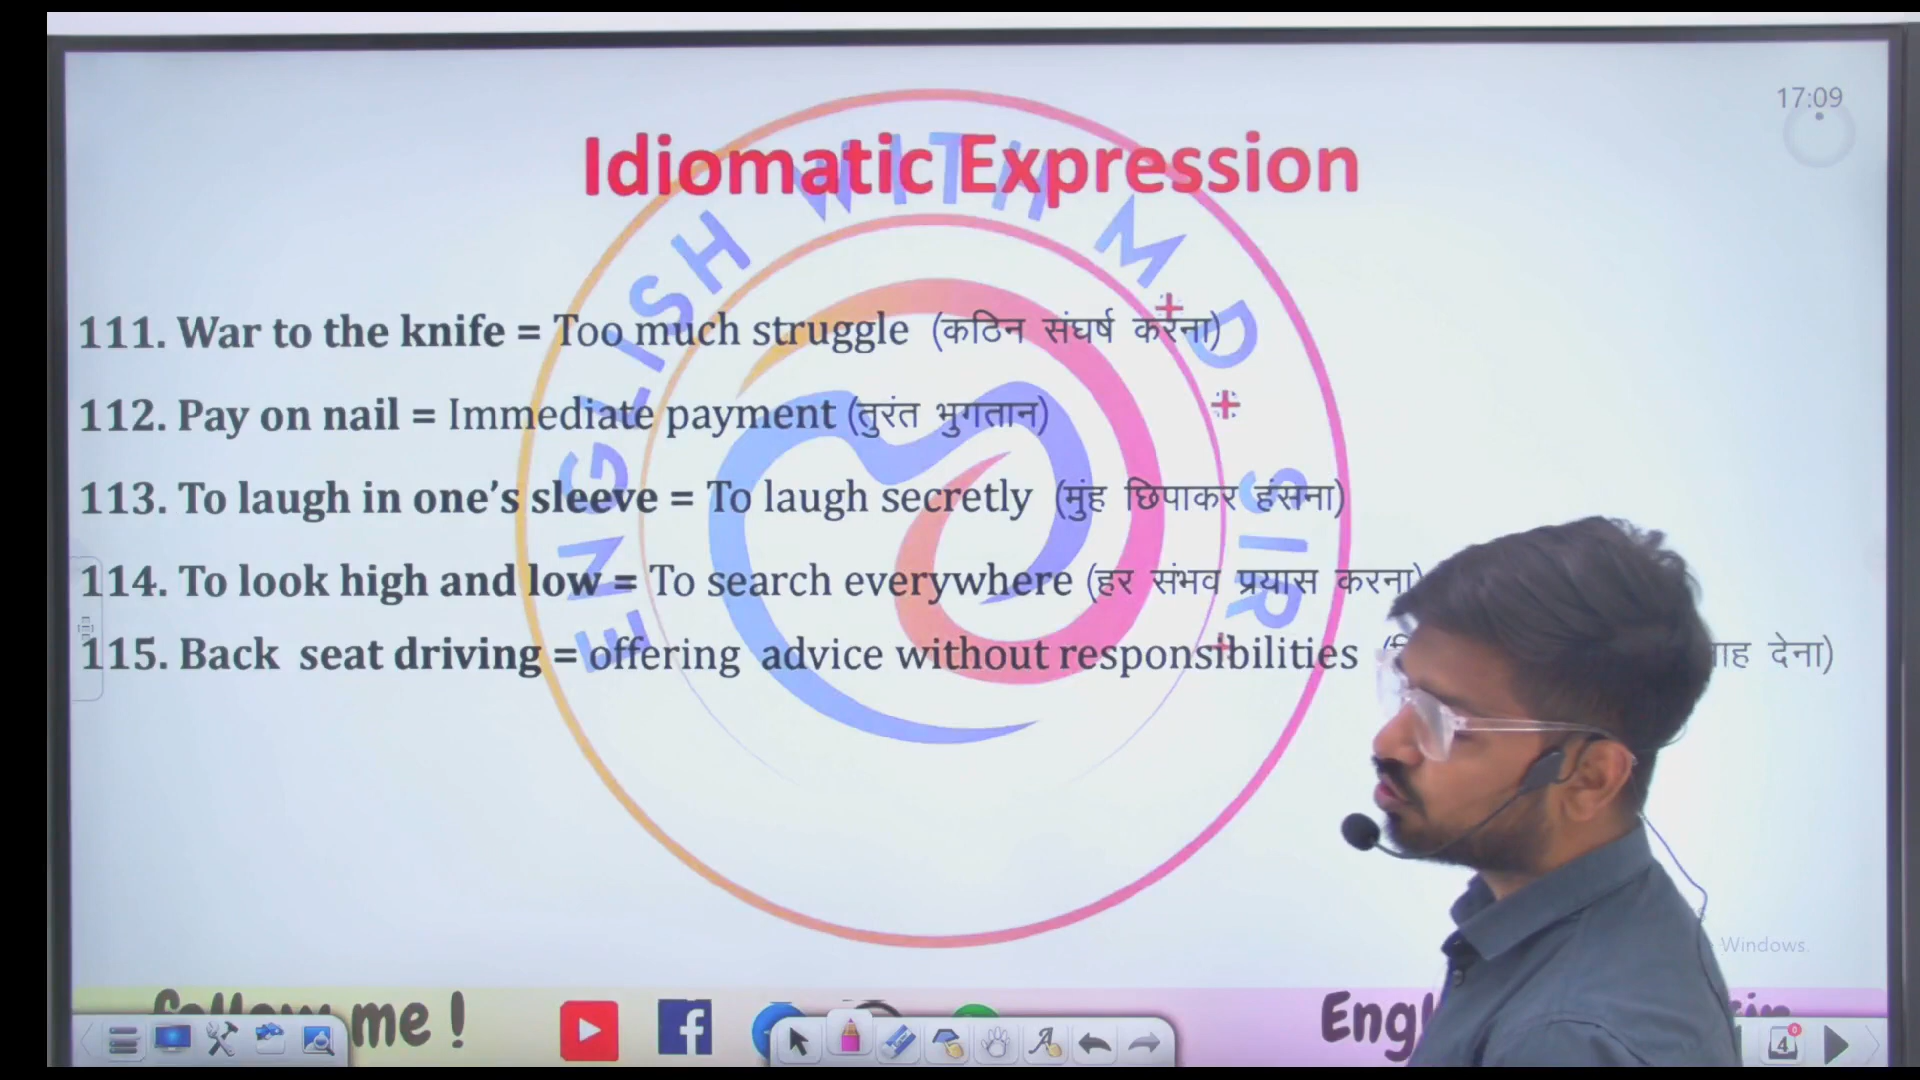 17:09
Idiomatic Expression
ENGLISH WITH M.D. SIR
111. War to the knife = Too much struggle (कठिन संघर्ष करना)
112. Pay on nail = Immediate payment (तुरंत भुगतान)
113. To laugh in one's sleeve = To laugh secretly (मुंह छिपाकर हंसना)
114. To look high and low = To search everywhere (हर संभव प्रयास करना)
115. Back seat driving = offering advice without responsibilities देना)
Windows.
follow me !
4